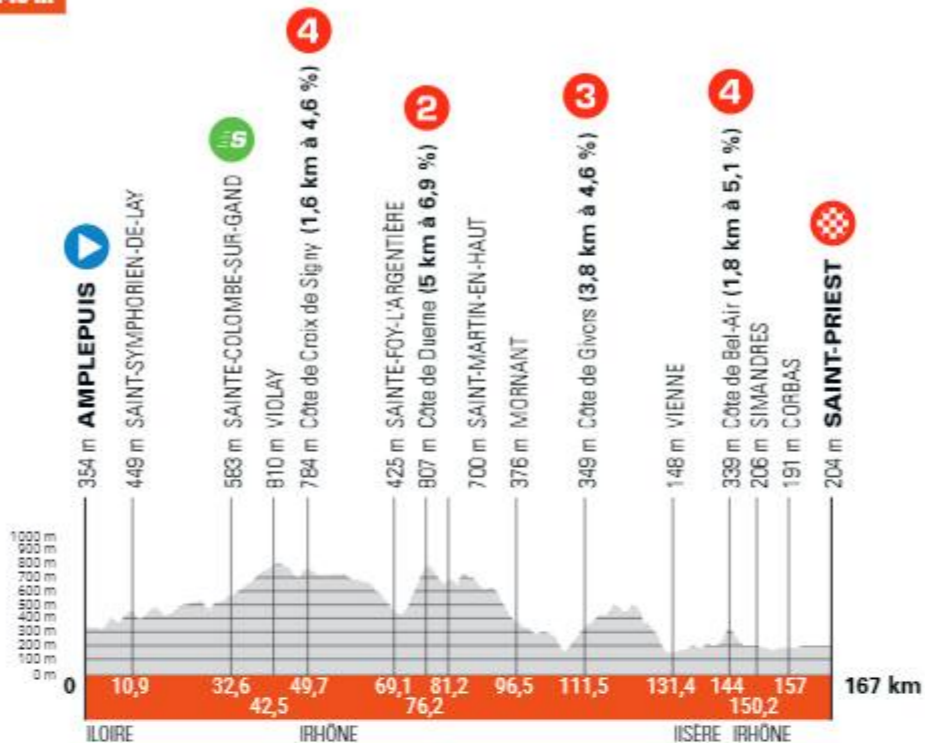 4
2
3
4
S
354 m AMPLEPUIS
449 m SAINT-SYMPHORIEN-DE-LAY
583 m SAINTE-COLOMBE-SUR-GAND
810 m VIOLAY
784 m Côte de Croix de Signy (1,6 km à 4,6 %)
425 m SAINTE-FOY-L'ARGENTIÈRE
807 m Côte de Duerne (5 km à 6,9 %)
700 m SAINT-MARTIN-EN-HAUT
376 m MORNANT
349 m Côte de Givors (3,8 km à 4,6 %)
148 m VIENNE
339 m Côte de Bel-Air (1,8 km à 5,1 %)
206 m SIMANDRES
191 m CORBAS
204 m SAINT-PRIEST
1000 m
900 m
800 m
700 m
600 m
500 m
400 m
300 m
200 m
100 m
0 m
0 10,9 32,6 49,7 69,1 81,2 96,5 111,5 131,4 144 157 167 km
42,5 76,2 150,2
|LOIRE |RHÔNE |ISÈRE |RHÔNE